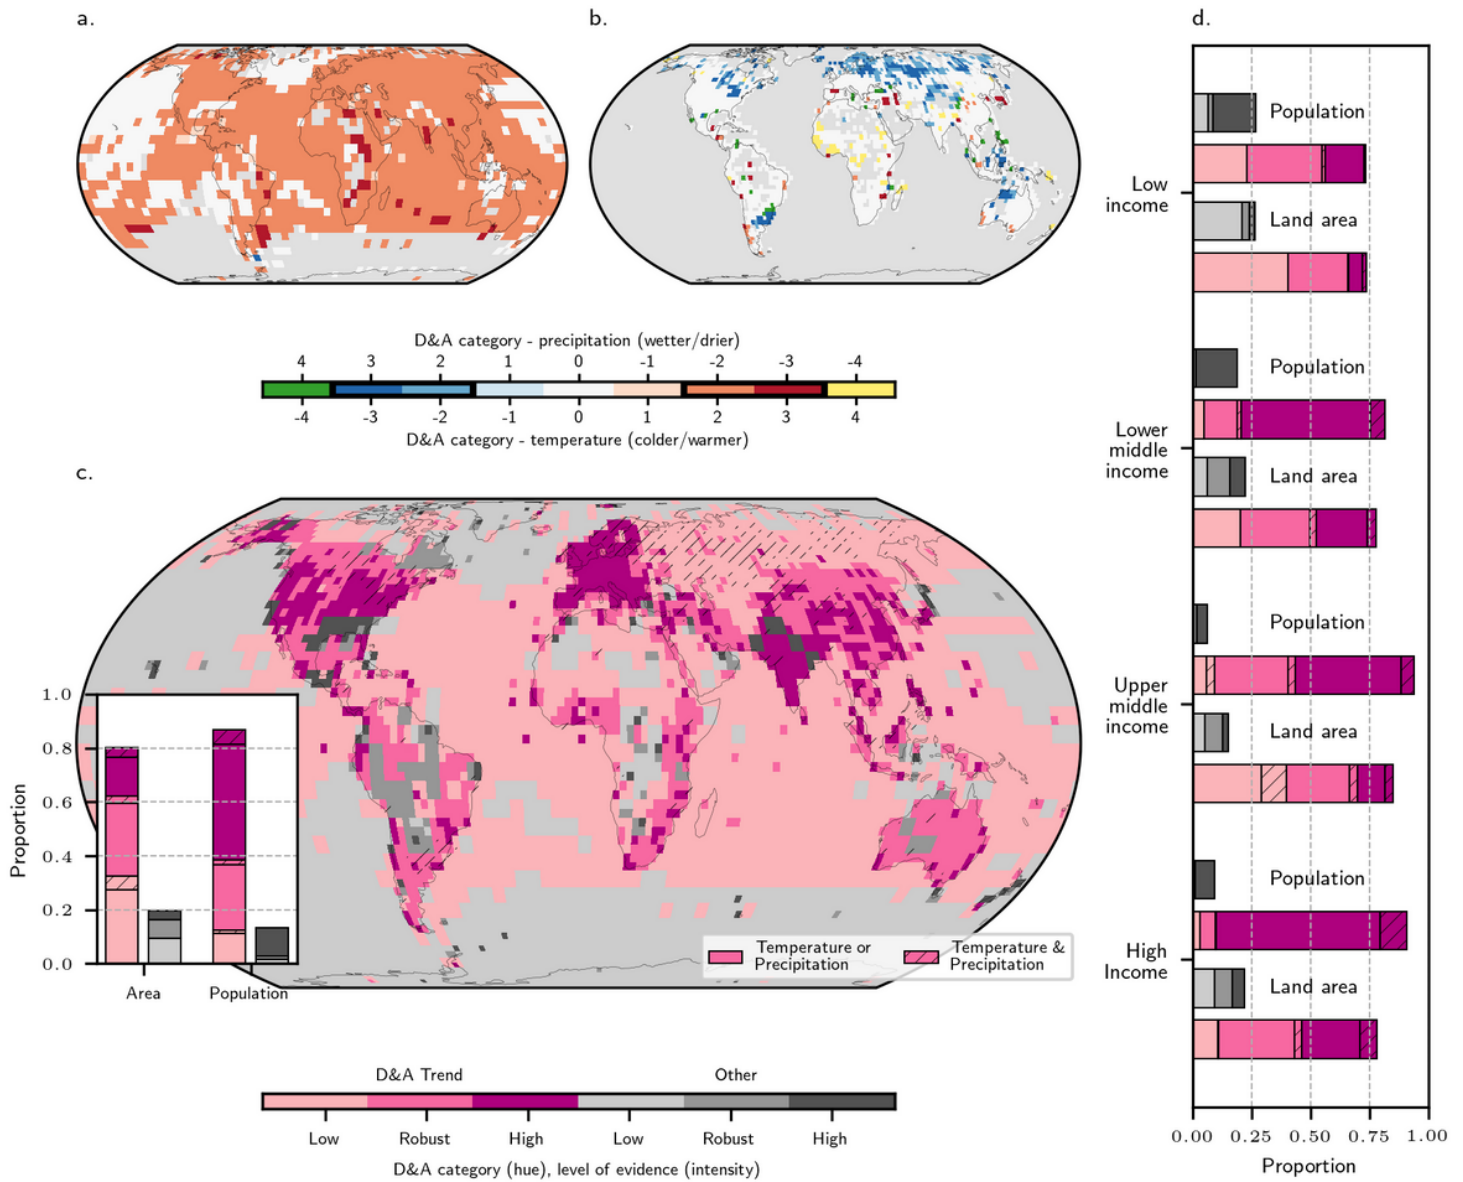 a.
b.
d.
D&A category - precipitation (wetter/drier)
4 3 2 1 0 -1 -2 -3 -4
-4 -3 -2 -1 0 1 2 3 4
D&A category - temperature (colder/warmer)
c.
1.0
0.8
0.6
0.4
0.2
0.0
Proportion
Area
Population
Temperature or
Precipitation
Temperature &
Precipitation
D&A Trend
Other
Low Robust High Low Robust High
D&A category (hue), level of evidence (intensity)
Population
Low
income
Land area
Population
Lower
middle
income
Land area
Population
Upper
middle
income
Land area
Population
High
Income
Land area
0.00 0.25 0.50 0.75 1.00
Proportion